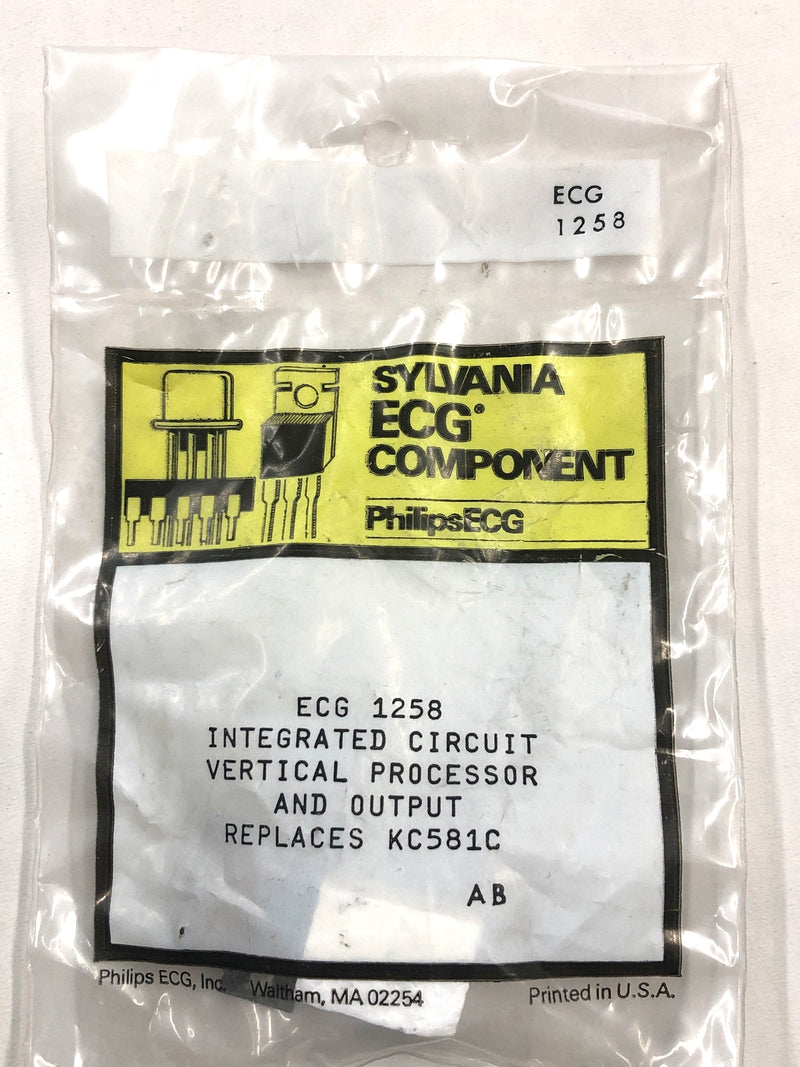 ECG
1258
SYLVANIA
ECG®
COMPONENT
PhilipsECG
ECG 1258
INTEGRATED CIRCUIT
VERTICAL PROCESSOR
AND OUTPUT
REPLACES KC581C
AB
Philips ECG, Inc. Waltham, MA 02254 Printed in U.S.A.